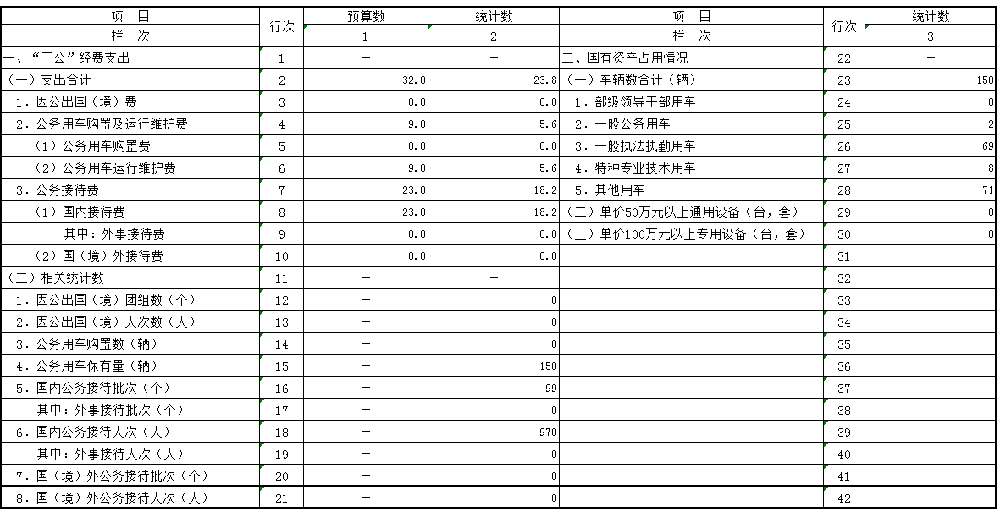 项 目 行次 预算数 统计数 项 目 行次 统计数
栏 次 1 2 栏 次 3
一、“三公”经费支出 1 — — 二、国有资产占用情况 22 —
（一）支出合计 2 32.0 23.8 （一）车辆数合计（辆） 23 150
1．因公出国（境）费 3 0.0 0.0 1．部级领导干部用车 24 0
2．公务用车购置及运行维护费 4 9.0 5.6 2．一般公务用车 25 2
（1）公务用车购置费 5 0.0 0.0 3．一般执法执勤用车 26 69
（2）公务用车运行维护费 6 9.0 5.6 4．特种专业技术用车 27 8
3．公务接待费 7 23.0 18.2 5．其他用车 28 71
（1）国内接待费 8 23.0 18.2 （二）单价50万元以上通用设备（台，套） 29 0
其中：外事接待费 9 0.0 0.0 （三）单价100万元以上专用设备（台，套） 30 0
（2）国（境）外接待费 10 0.0 0.0 31
（二）相关统计数 11 — — 32
1．因公出国（境）团组数（个） 12 — 0 33
2．因公出国（境）人次数（人） 13 — 0 34
3．公务用车购置数（辆） 14 — 0 35
4．公务用车保有量（辆） 15 — 150 36
5．国内公务接待批次（个） 16 — 99 37
其中：外事接待批次（个） 17 — 0 38
6．国内公务接待人次（人） 18 — 970 39
其中：外事接待人次（人） 19 — 0 40
7．国（境）外公务接待批次（个） 20 — 0 41
8．国（境）外公务接待人次（人） 21 — 0 42